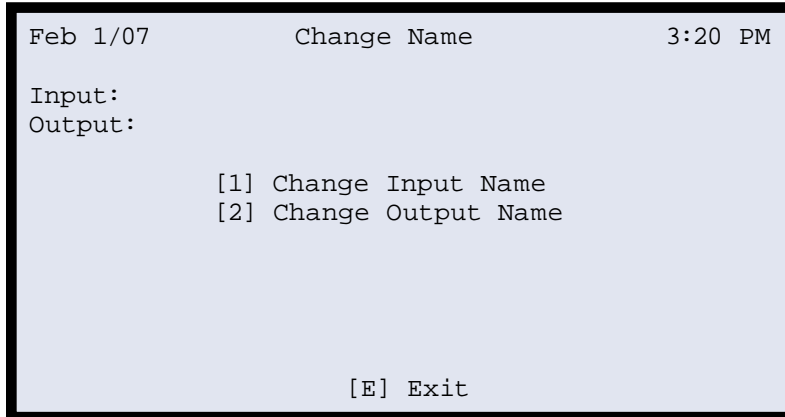 Feb 1/07 Change Name 3:20 PM
Input:
Output:
[1] Change Input Name
[2] Change Output Name
[E] Exit